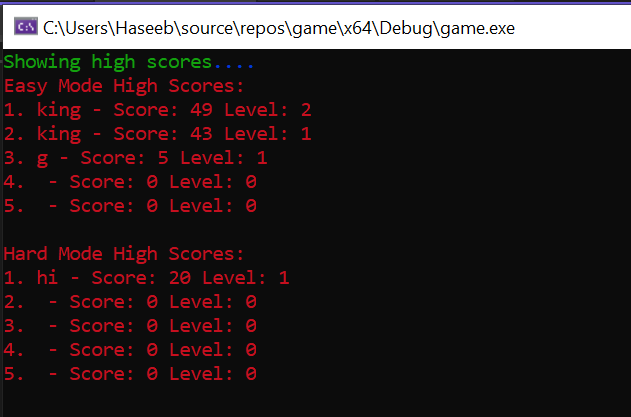 C:\Users\Haseeb\source\repos\game\x64\Debug\game.exe
Showing high scores....
Easy Mode High Scores:
1. king - Score: 49 Level: 2
2. king - Score: 43 Level: 1
3. g - Score: 5 Level: 1
4.  - Score: 0 Level: 0
5.  - Score: 0 Level: 0

Hard Mode High Scores:
1. hi - Score: 20 Level: 1
2.  - Score: 0 Level: 0
3.  - Score: 0 Level: 0
4.  - Score: 0 Level: 0
5.  - Score: 0 Level: 0